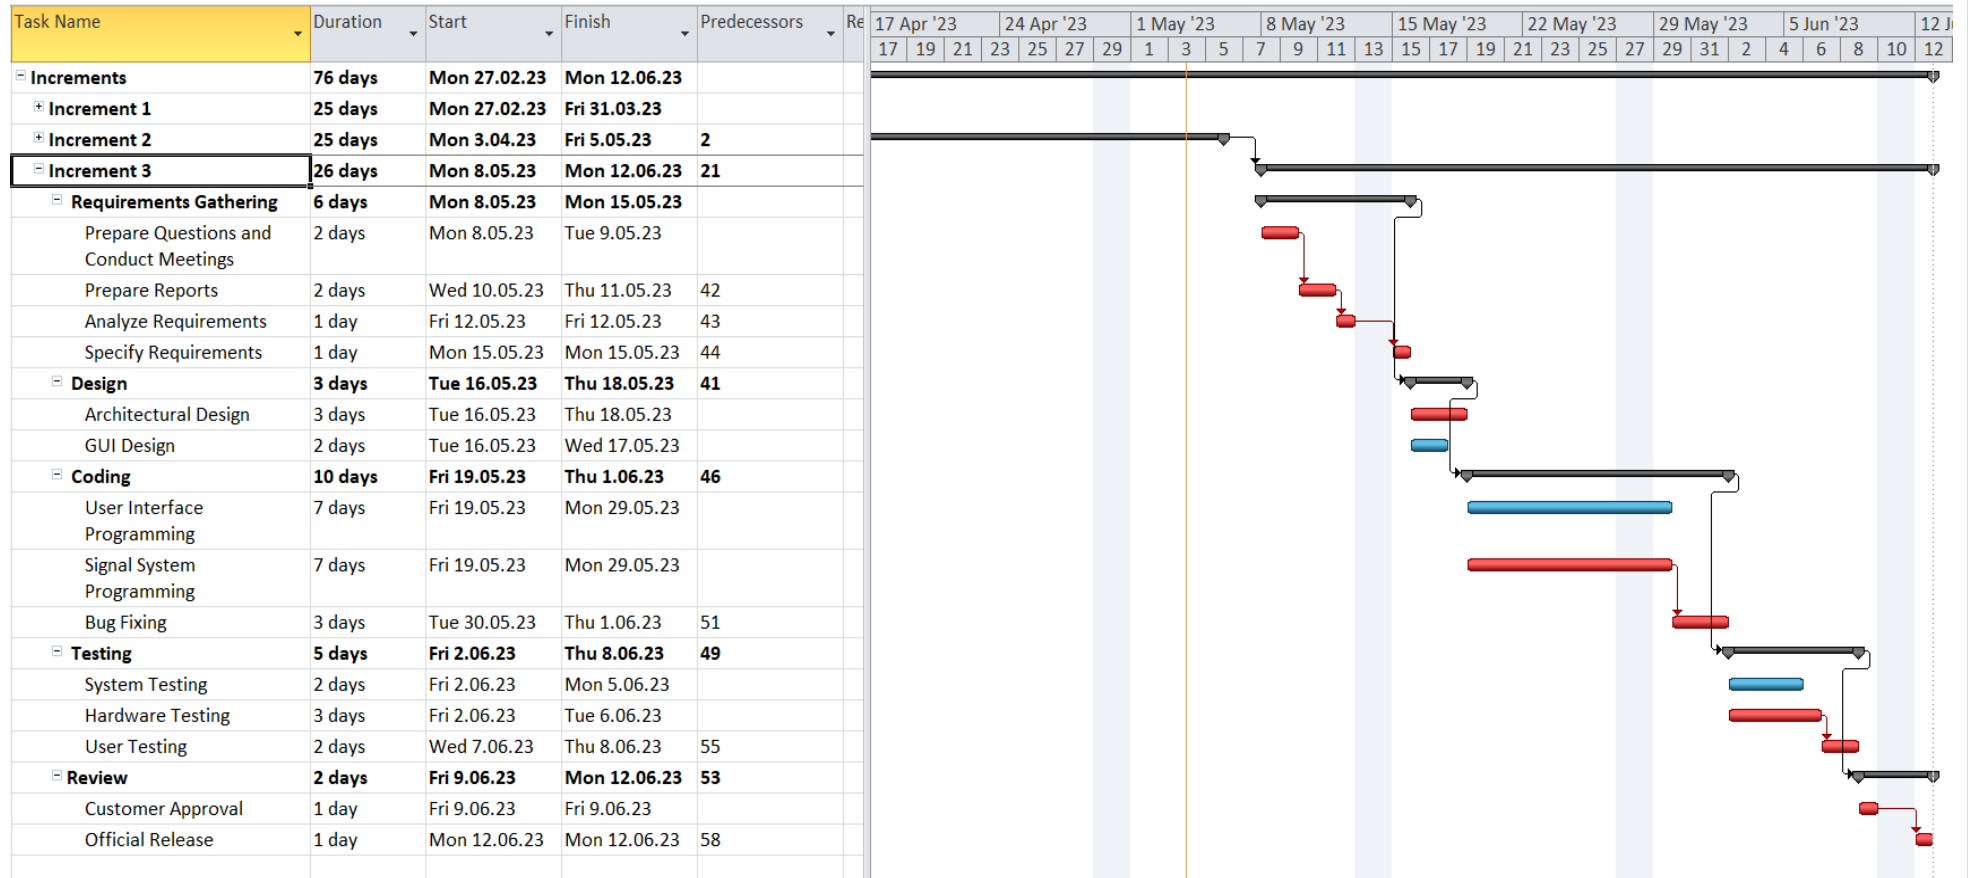 Task Name Duration Start Finish Predecessors Re
17 Apr '23 24 Apr '23 1 May '23 8 May '23 15 May '23 22 May '23 29 May '23 5 Jun '23 12 J
17 19 21 23 25 27 29 1 3 5 7 9 11 13 15 17 19 21 23 25 27 29 31 2 4 6 8 10 12
Increments 76 days Mon 27.02.23 Mon 12.06.23
Increment 1 25 days Mon 27.02.23 Fri 31.03.23
Increment 2 25 days Mon 3.04.23 Fri 5.05.23 2
Increment 3 26 days Mon 8.05.23 Mon 12.06.23 21
Requirements Gathering 6 days Mon 8.05.23 Mon 15.05.23
Prepare Questions and 2 days Mon 8.05.23 Tue 9.05.23
Conduct Meetings
Prepare Reports 2 days Wed 10.05.23 Thu 11.05.23 42
Analyze Requirements 1 day Fri 12.05.23 Fri 12.05.23 43
Specify Requirements 1 day Mon 15.05.23 Mon 15.05.23 44
Design 3 days Tue 16.05.23 Thu 18.05.23 41
Architectural Design 3 days Tue 16.05.23 Thu 18.05.23
GUI Design 2 days Tue 16.05.23 Wed 17.05.23
Coding 10 days Fri 19.05.23 Thu 1.06.23 46
User Interface 7 days Fri 19.05.23 Mon 29.05.23
Programming
Signal System 7 days Fri 19.05.23 Mon 29.05.23
Programming
Bug Fixing 3 days Tue 30.05.23 Thu 1.06.23 51
Testing 5 days Fri 2.06.23 Thu 8.06.23 49
System Testing 2 days Fri 2.06.23 Mon 5.06.23
Hardware Testing 3 days Fri 2.06.23 Tue 6.06.23
User Testing 2 days Wed 7.06.23 Thu 8.06.23 55
Review 2 days Fri 9.06.23 Mon 12.06.23 53
Customer Approval 1 day Fri 9.06.23 Fri 9.06.23
Official Release 1 day Mon 12.06.23 Mon 12.06.23 58